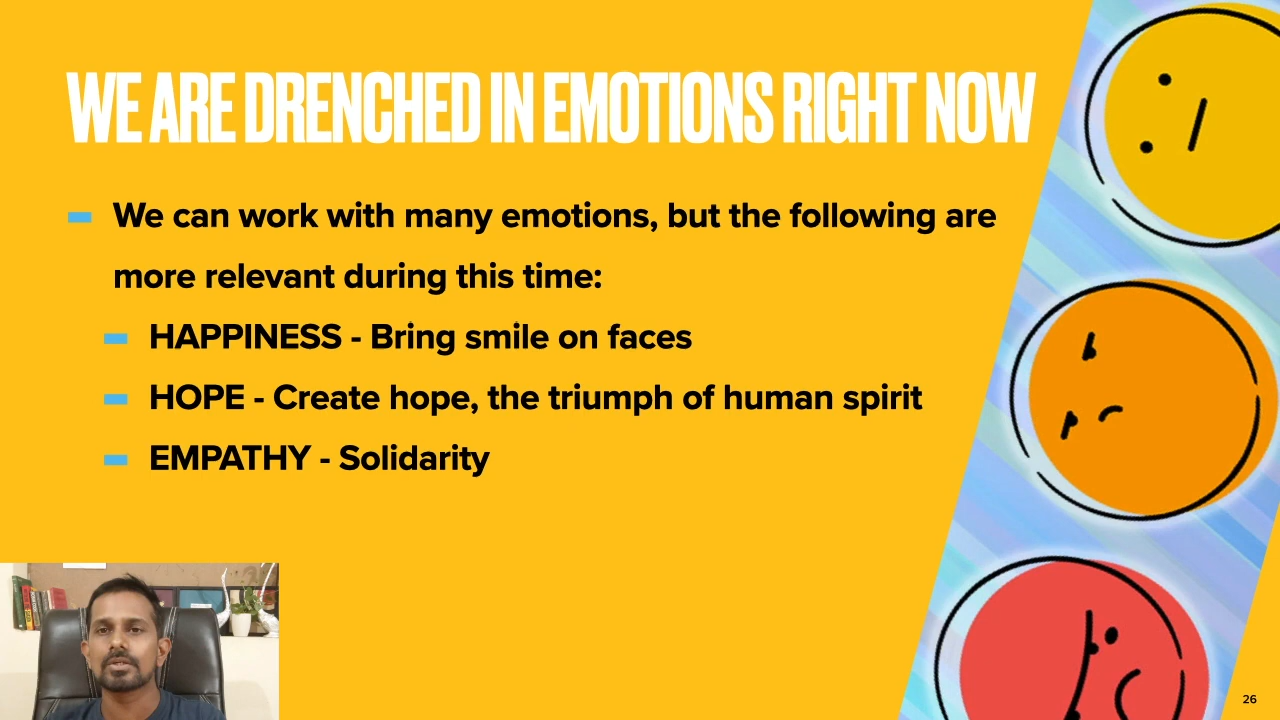 WE ARE DRENCHED IN EMOTIONS RIGHT NOW
We can work with many emotions, but the following are
more relevant during this time:
HAPPINESS - Bring smile on faces
HOPE - Create hope, the triumph of human spirit
EMPATHY - Solidarity
26